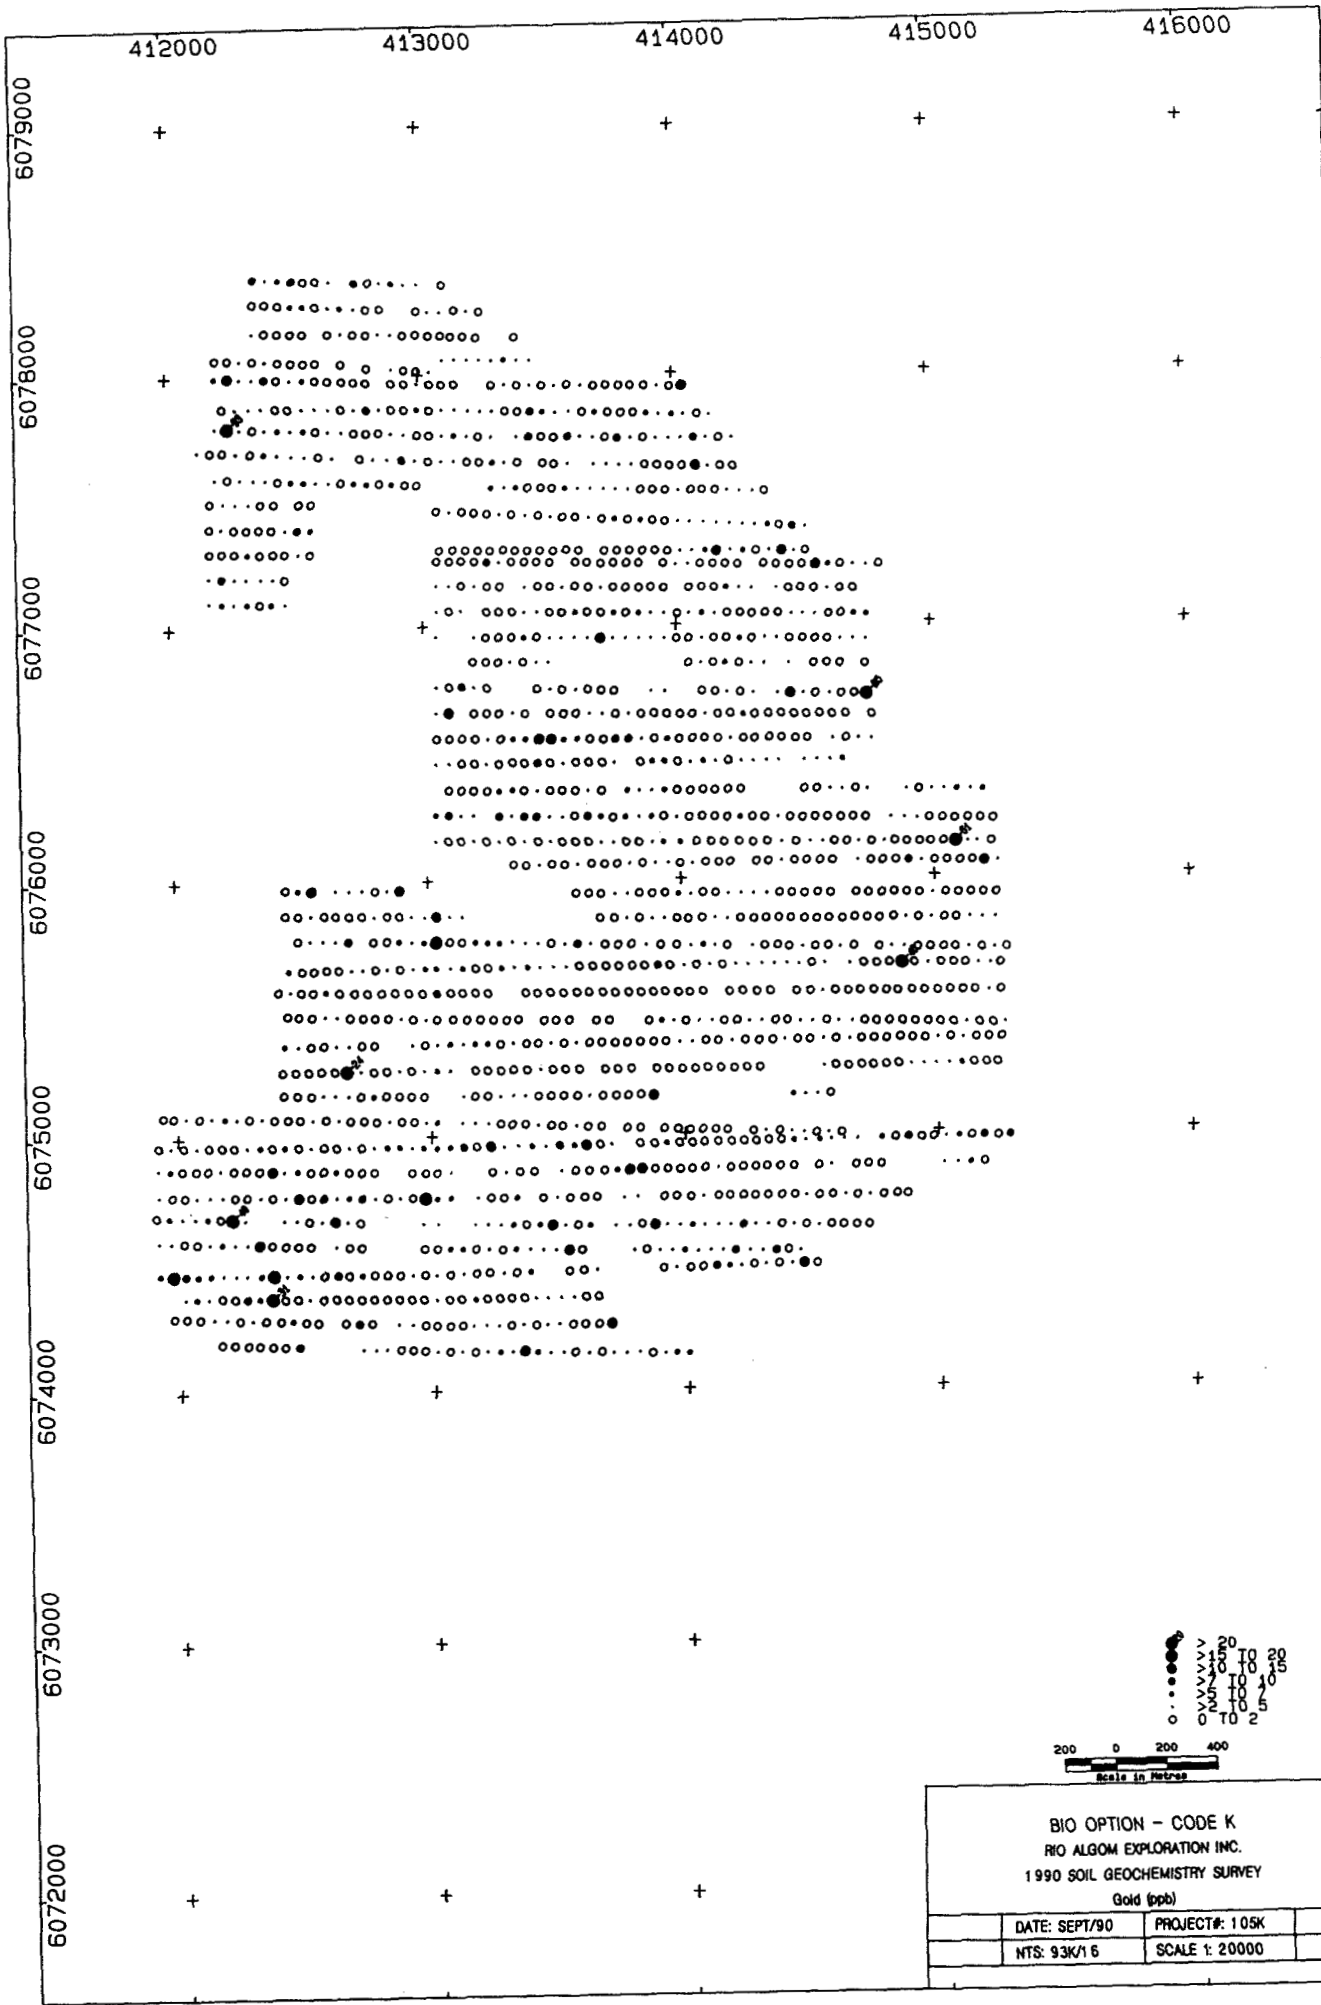 412000 413000 414000 415000 416000
6079000
6078000
6077000
6076000
6075000
6074000
6073000
6072000
24
> 20
>15 TO 20
>10 TO 15
>7 TO 10
>5 TO 7
>2 TO 5
0 TO 2
200 0 200 400
Scale in Metres
BIO OPTION - CODE K
RIO ALGOM EXPLORATION INC.
1990 SOIL GEOCHEMISTRY SURVEY
Gold (ppb)
DATE: SEPT/90 PROJECT#: 105K
NTS: 93K/16 SCALE 1: 20000